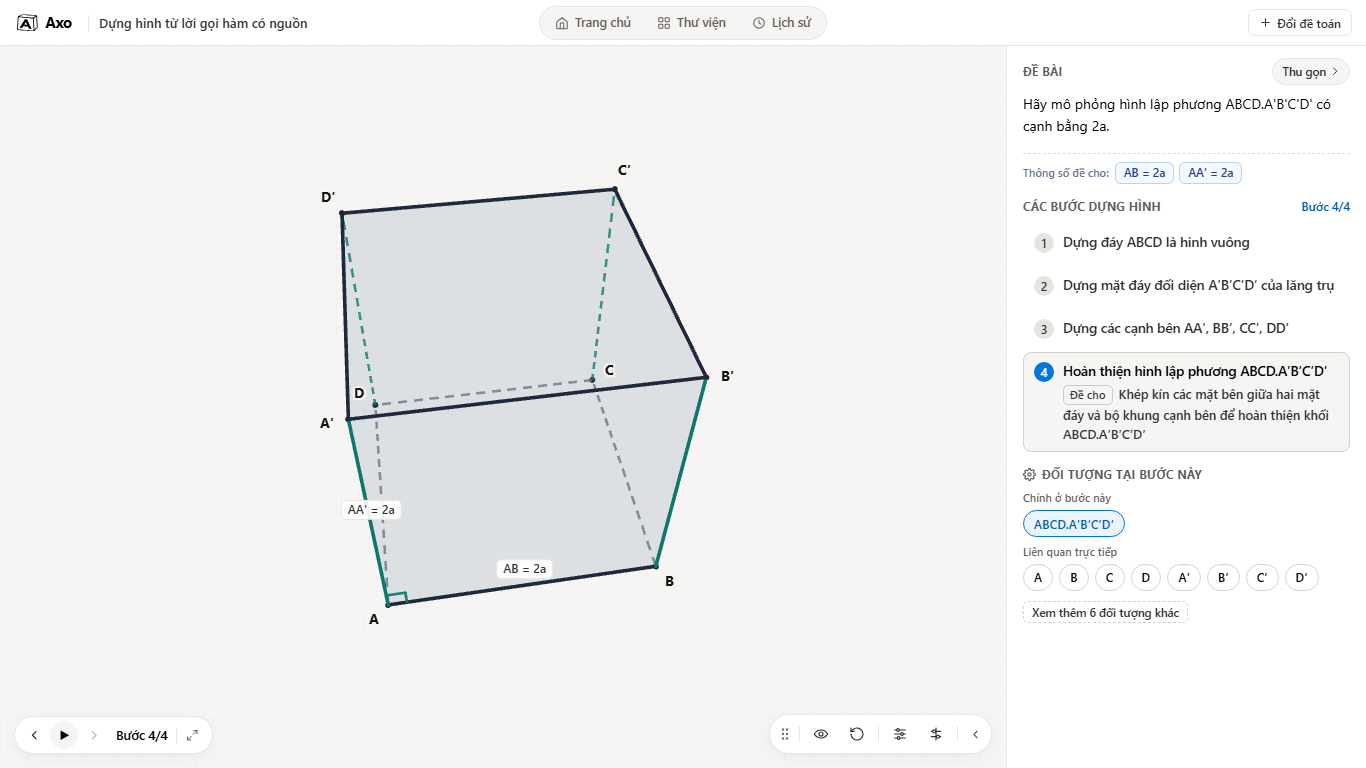 Axo
Dựng hình từ lời gọi hàm có nguồn
Trang chủ
Thư viện
Lịch sử
Đổi đề toán
C′
D′
C
B′
D
A′
AA′ = 2a
AB = 2a
B
A
Bước 4/4
ĐỀ BÀI
Thu gọn
Hãy mô phỏng hình lập phương ABCD.A'B'C'D' có
cạnh bằng 2a.
Thông số đề cho:
AB = 2a
AA′ = 2a
CÁC BƯỚC DỰNG HÌNH
Bước 4/4
1 Dựng đáy ABCD là hình vuông
2 Dựng mặt đáy đối diện A′B′C′D′ của lăng trụ
3 Dựng các cạnh bên AA′, BB′, CC′, DD′
4 Hoàn thiện hình lập phương ABCD.A′B′C′D′
Đề cho Khép kín các mặt bên giữa hai mặt
đáy và bộ khung cạnh bên để hoàn thiện khối
ABCD.A′B′C′D′
ĐỐI TƯỢNG TẠI BƯỚC NÀY
Chính ở bước này
ABCD.A′B′C′D′
Liên quan trực tiếp
A B C D A′ B′ C′ D′
Xem thêm 6 đối tượng khác